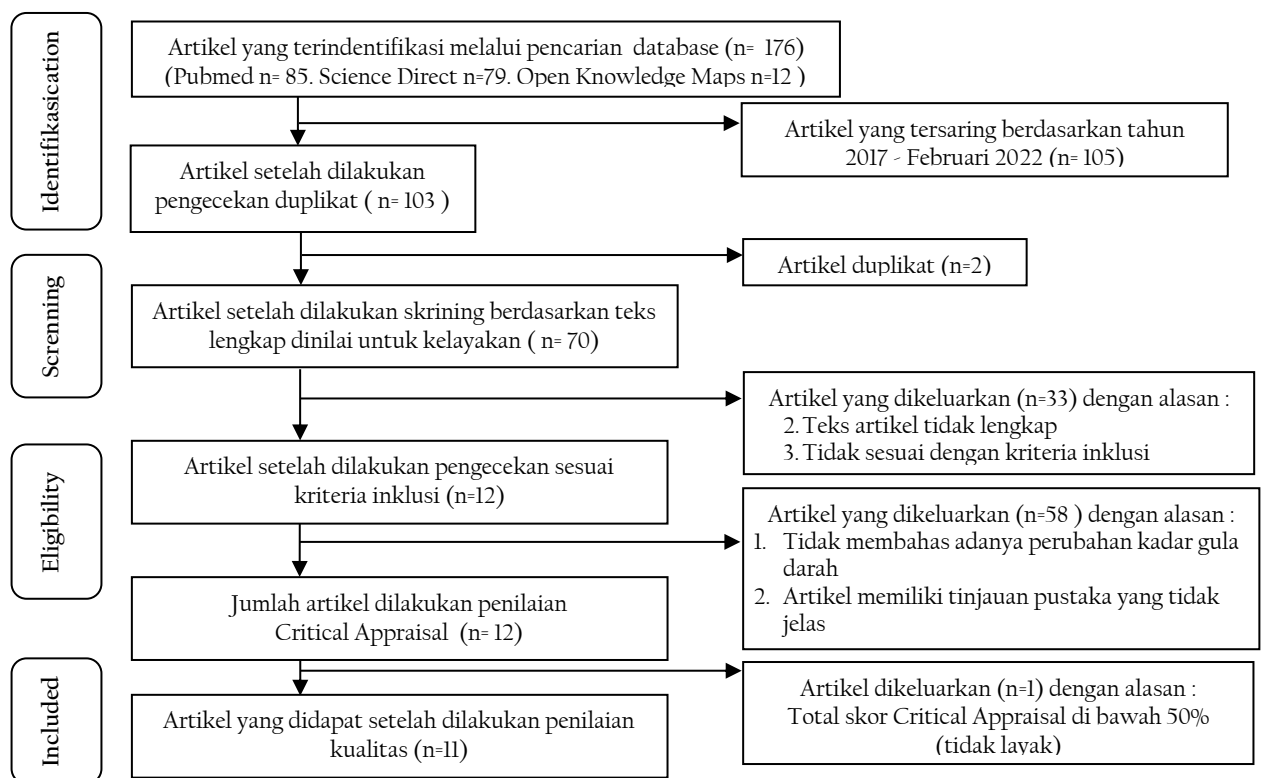 Identifikasication
Artikel yang terindentifikasi melalui pencarian database (n= 176)
(Pubmed n= 85. Science Direct n=79. Open Knowledge Maps n=12 )
Artikel yang tersaring berdasarkan tahun
2017 - Februari 2022 (n= 105)
Artikel setelah dilakukan
pengecekan duplikat ( n= 103 )
Screnning
Artikel duplikat (n=2)
Artikel setelah dilakukan skrining berdasarkan teks
lengkap dinilai untuk kelayakan ( n= 70)
Artikel yang dikeluarkan (n=33) dengan alasan :
2. Teks artikel tidak lengkap
3. Tidak sesuai dengan kriteria inklusi
Eligibility
Artikel setelah dilakukan pengecekan sesuai
kriteria inklusi (n=12)
Artikel yang dikeluarkan (n=58 ) dengan alasan :
1. Tidak membahas adanya perubahan kadar gula
darah
2. Artikel memiliki tinjauan pustaka yang tidak
jelas
Jumlah artikel dilakukan penilaian
Critical Appraisal (n= 12)
Included
Artikel dikeluarkan (n=1) dengan alasan :
Total skor Critical Appraisal di bawah 50%
(tidak layak)
Artikel yang didapat setelah dilakukan penilaian
kualitas (n=11)